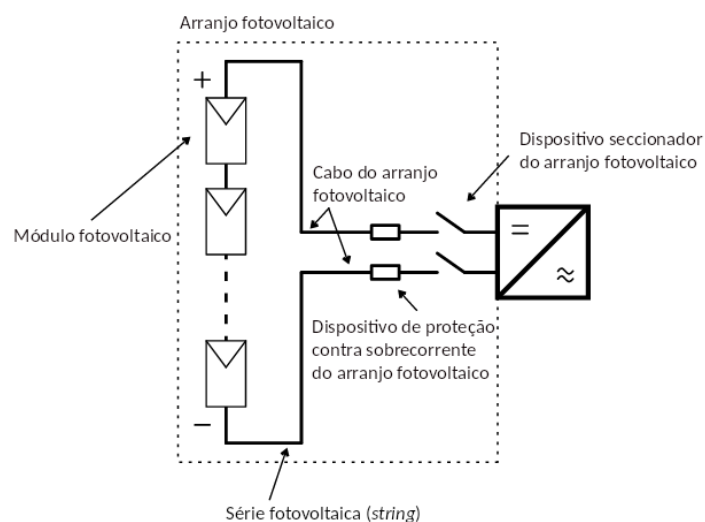 Arranjo fotovoltaico
+
Dispositivo seccionador
do arranjo fotovoltaico
Cabo do arranjo
fotovoltaico
Módulo fotovoltaico
=
≈
Dispositivo de proteção
contra sobrecorrente
do arranjo fotovoltaico
−
Série fotovoltaica (string)